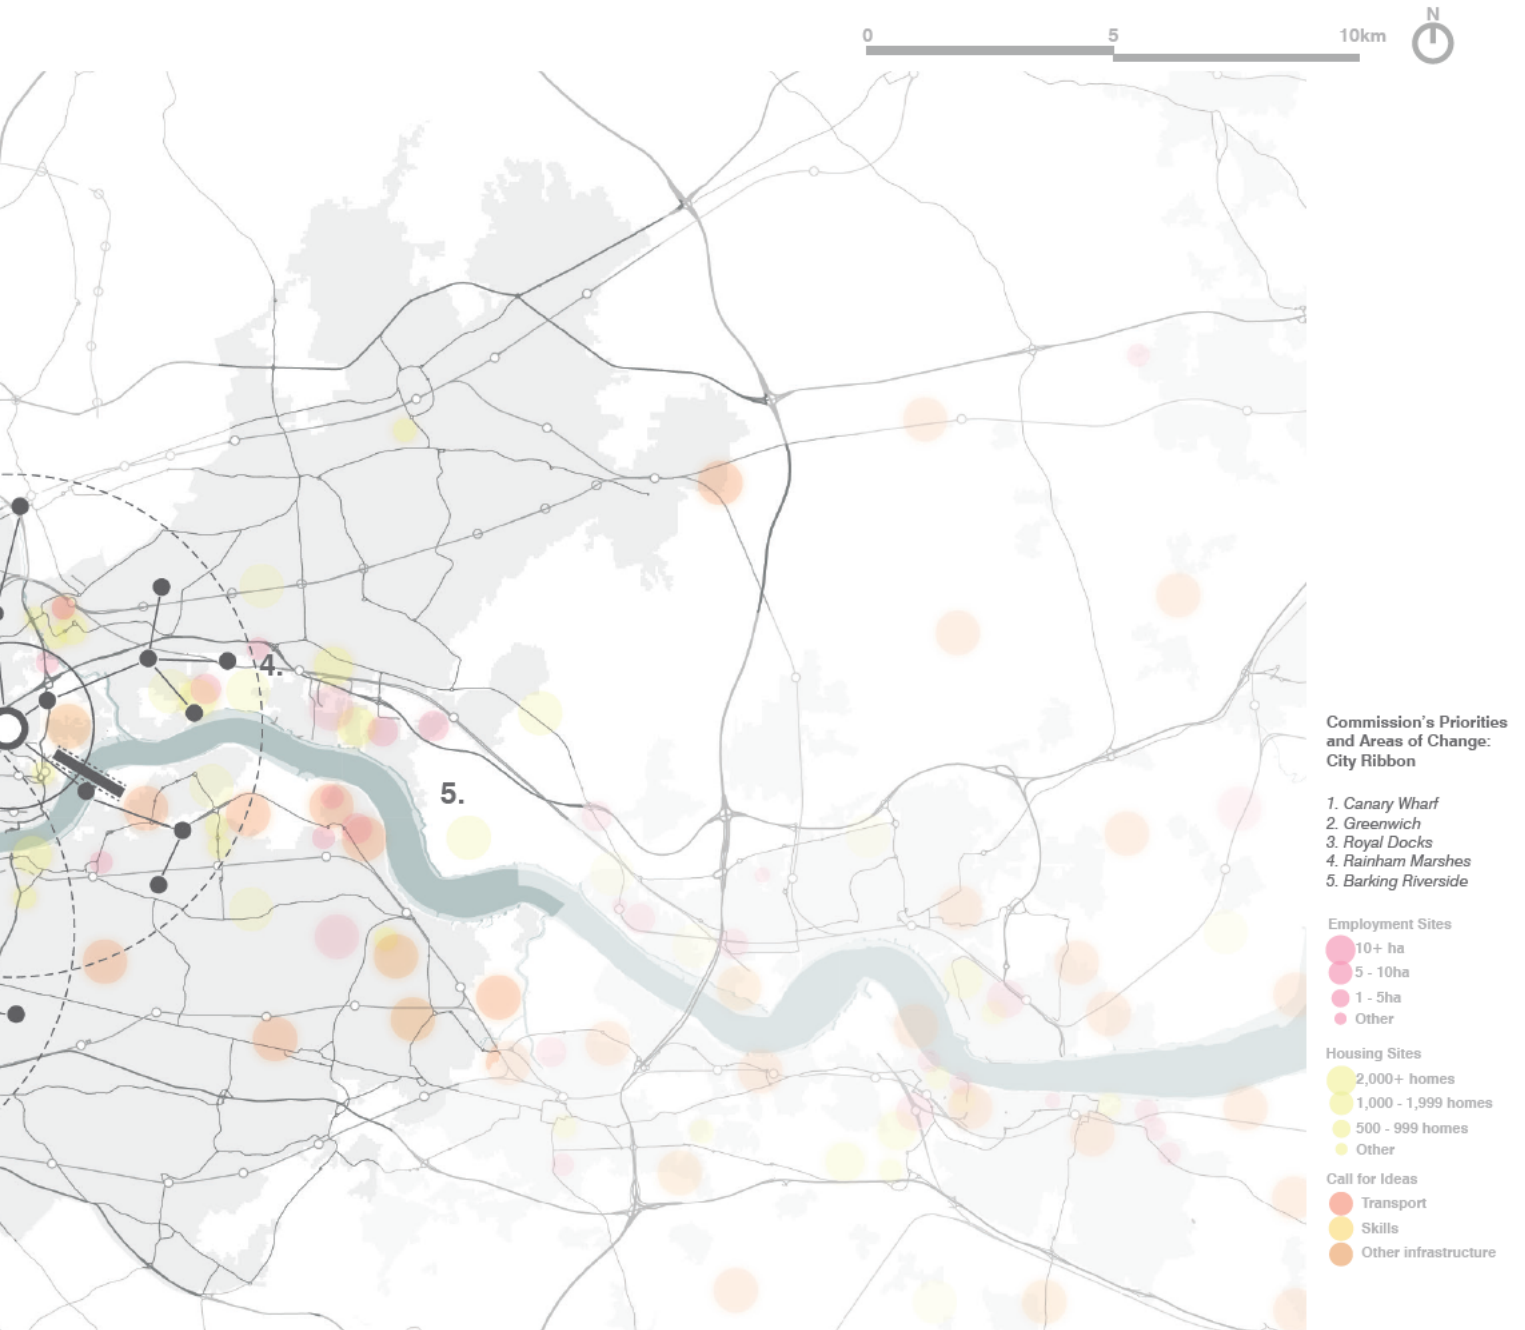 0 5 10km N
4.
5.
Commission's Priorities
and Areas of Change:
City Ribbon
1. Canary Wharf
2. Greenwich
3. Royal Docks
4. Rainham Marshes
5. Barking Riverside
Employment Sites
10+ ha
5 - 10ha
1 - 5ha
Other
Housing Sites
2,000+ homes
1,000 - 1,999 homes
500 - 999 homes
Other
Call for Ideas
Transport
Skills
Other infrastructure